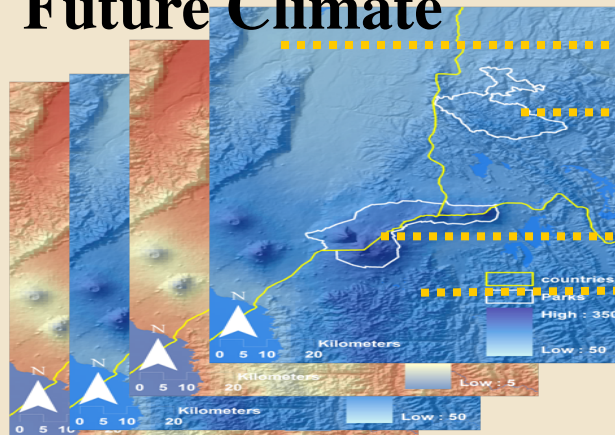 Future Climate
countries
Parks
High : 350
Low : 50
N
0 5 10 20
Kilometers
N
0 5 10 20
Kilometers
Low : 5
N
0 5 10 20
Kilometers
Low : 50
N
0 5 10